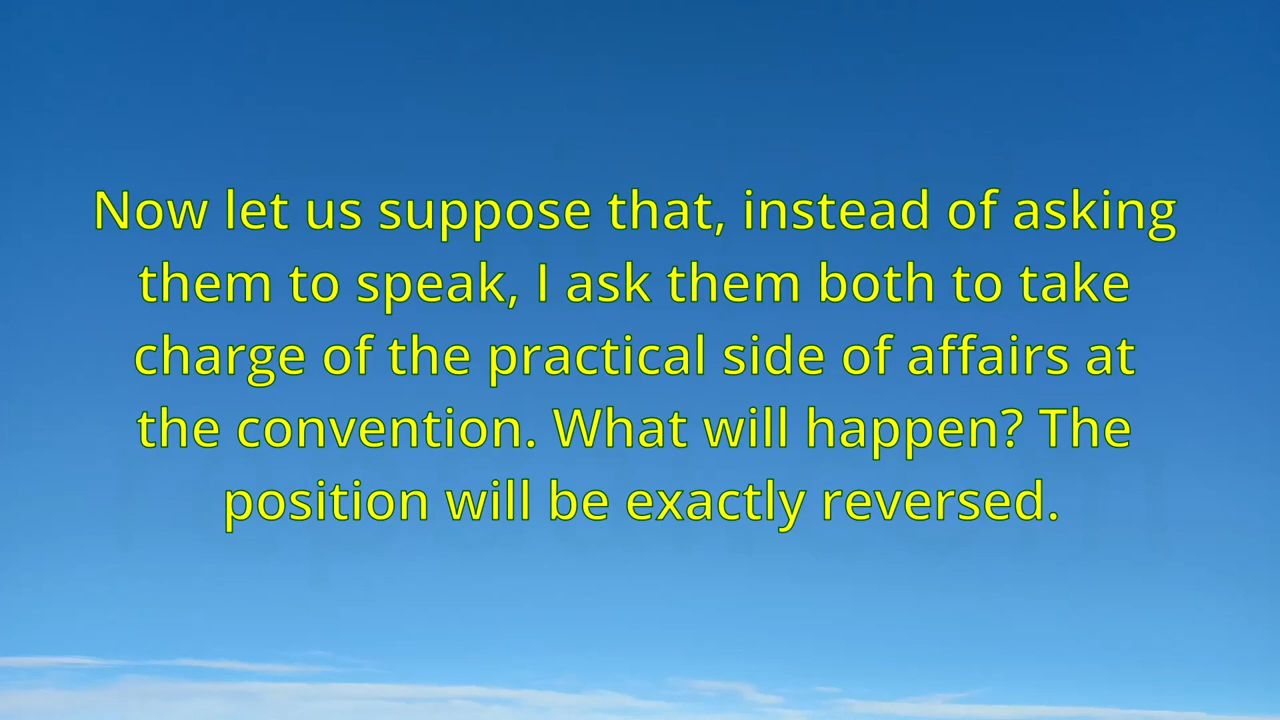 Now let us suppose that, instead of asking
them to speak, I ask them both to take
charge of the practical side of affairs at
the convention. What will happen? The
position will be exactly reversed.